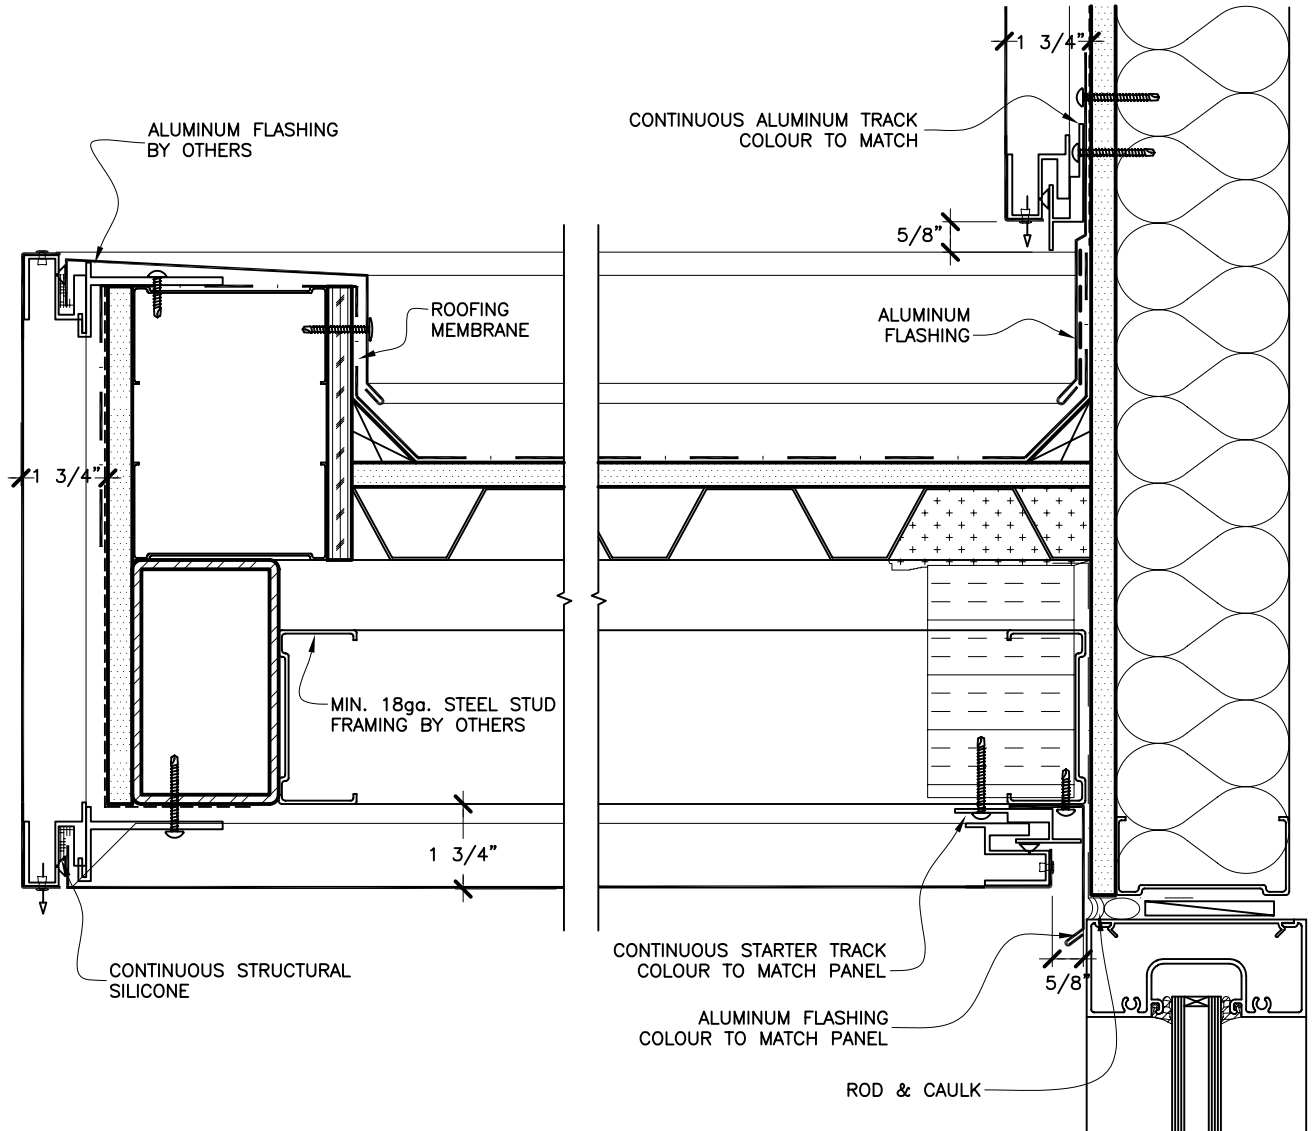 1 3/4"
CONTINUOUS ALUMINUM TRACK
COLOUR TO MATCH
ALUMINUM FLASHING
BY OTHERS
5/8"
ROOFING
MEMBRANE
ALUMINUM
FLASHING
1 3/4"
MIN. 18ga. STEEL STUD
FRAMING BY OTHERS
1 3/4"
CONTINUOUS STARTER TRACK
COLOUR TO MATCH PANEL
CONTINUOUS STRUCTURAL
SILICONE
5/8"
ALUMINUM FLASHING
COLOUR TO MATCH PANEL
ROD & CAULK